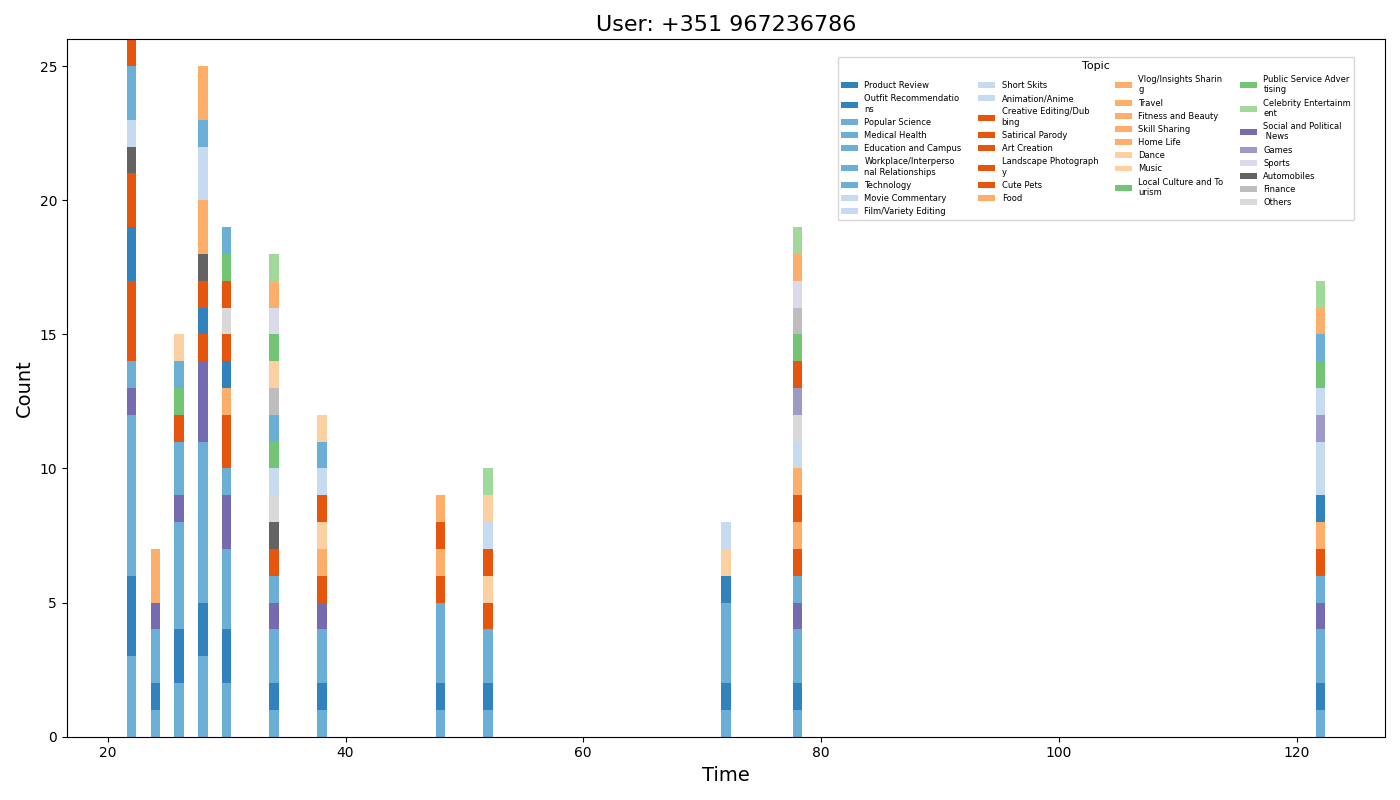 User: +351 967236786
Count
25
20
15
10
5
0
20
40
60
80
100
120
Time
Topic
Product Review
Outfit Recommendatio
ns
Popular Science
Medical Health
Education and Campus
Workplace/Interperso
nal Relationships
Technology
Movie Commentary
Film/Variety Editing
Short Skits
Animation/Anime
Creative Editing/Dub
bing
Satirical Parody
Art Creation
Landscape Photograph
y
Cute Pets
Food
Vlog/Insights Sharin
g
Travel
Fitness and Beauty
Skill Sharing
Home Life
Dance
Music
Local Culture and To
urism
Public Service Adver
tising
Celebrity Entertainm
ent
Social and Political
News
Games
Sports
Automobiles
Finance
Others